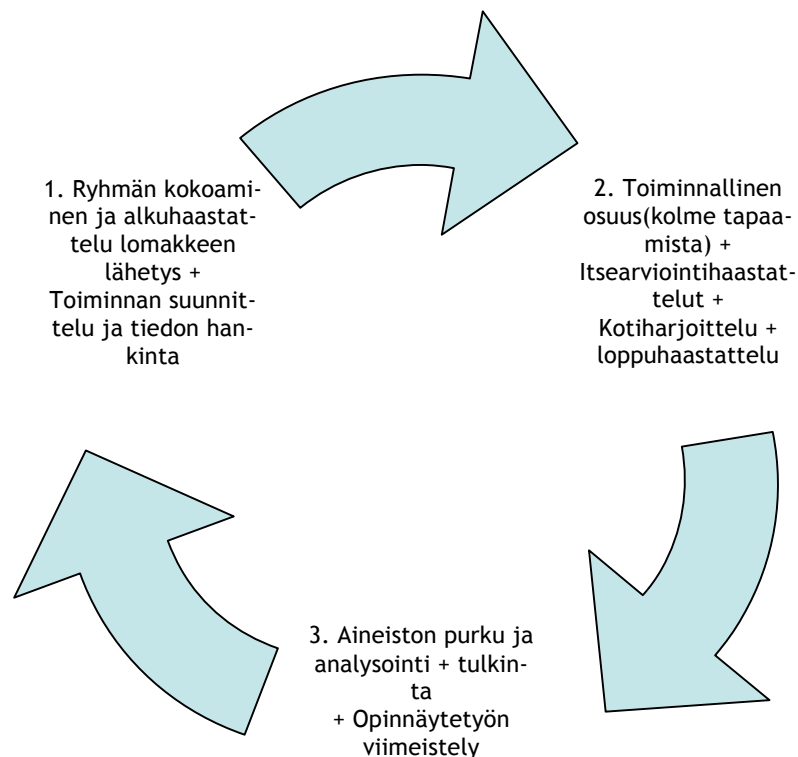 1. Ryhmän kokoami-
nen ja alkuhaastat-
telu lomakkeen
lähetys +
Toiminnan suunnit-
telu ja tiedon han-
kinta
2. Toiminnallinen
osuus(kolme tapaa-
mista) +
Itsearviointihaastat-
telut +
Kotiharjoittelu +
loppuhaastattelu
3. Aineiston purku ja
analysointi + tulkin-
ta
+ Opinnäytetyön
viimeistely